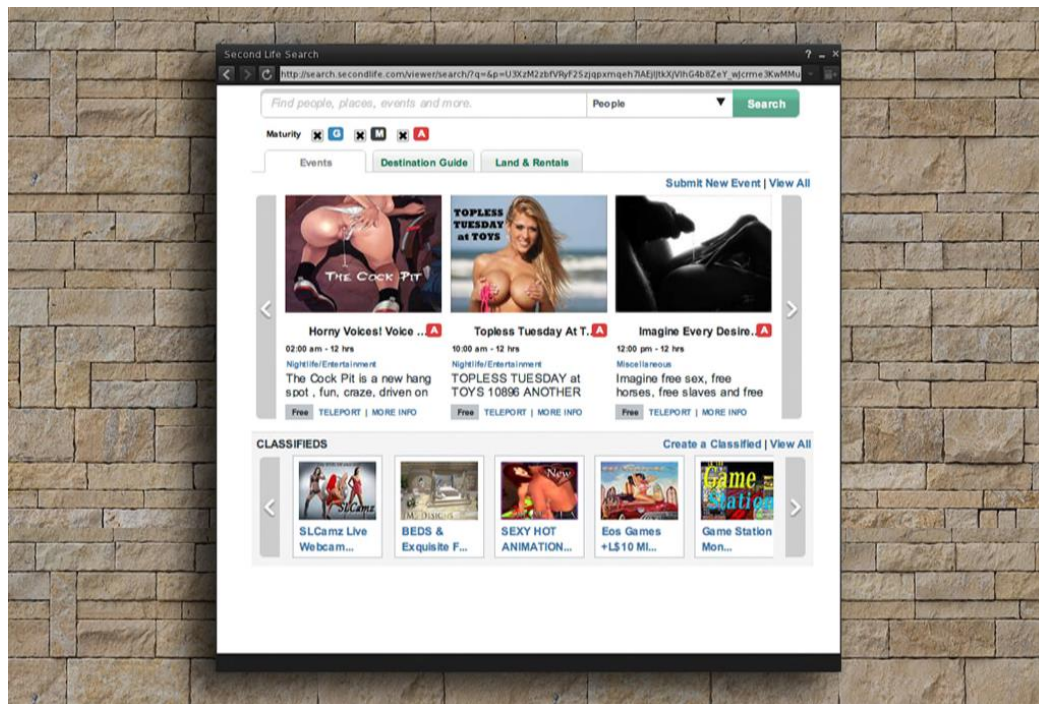 Second Life Search
? _ x
http://search.secondlife.com/viewer/search/?q=&p=
Find people, places, events and more.
People
Search
Maturity
G
M
A
Events
Destination Guide
Land & Rentals
Submit New Event | View All
THE COCK PIT
TOPLESS
TUESDAY
at TOYS
Horny Voices! Voice ...
A
Topless Tuesday At T..
A
Imagine Every Desire..
A
02:00 am - 12 hrs
10:00 am - 12 hrs
12:00 pm - 12 hrs
Nightlife/Entertainment
Nightlife/Entertainment
Miscellaneous
The Cock Pit is a new hang
spot , fun, craze, driven on
TOPLESS TUESDAY at
TOYS 10896 ANOTHER
Imagine free sex, free
horses, free slaves and free
Free TELEPORT | MORE INFO
Free TELEPORT | MORE INFO
Free TELEPORT | MORE INFO
CLASSIFIEDS
Create a Classified | View All
SLCamz
New
Game
Station
SLCamz Live
Webcam...
BEDS &
Exquisite F...
SEXY HOT
ANIMATION...
Eos Games
+L$10 MI...
Game Station
Mon...